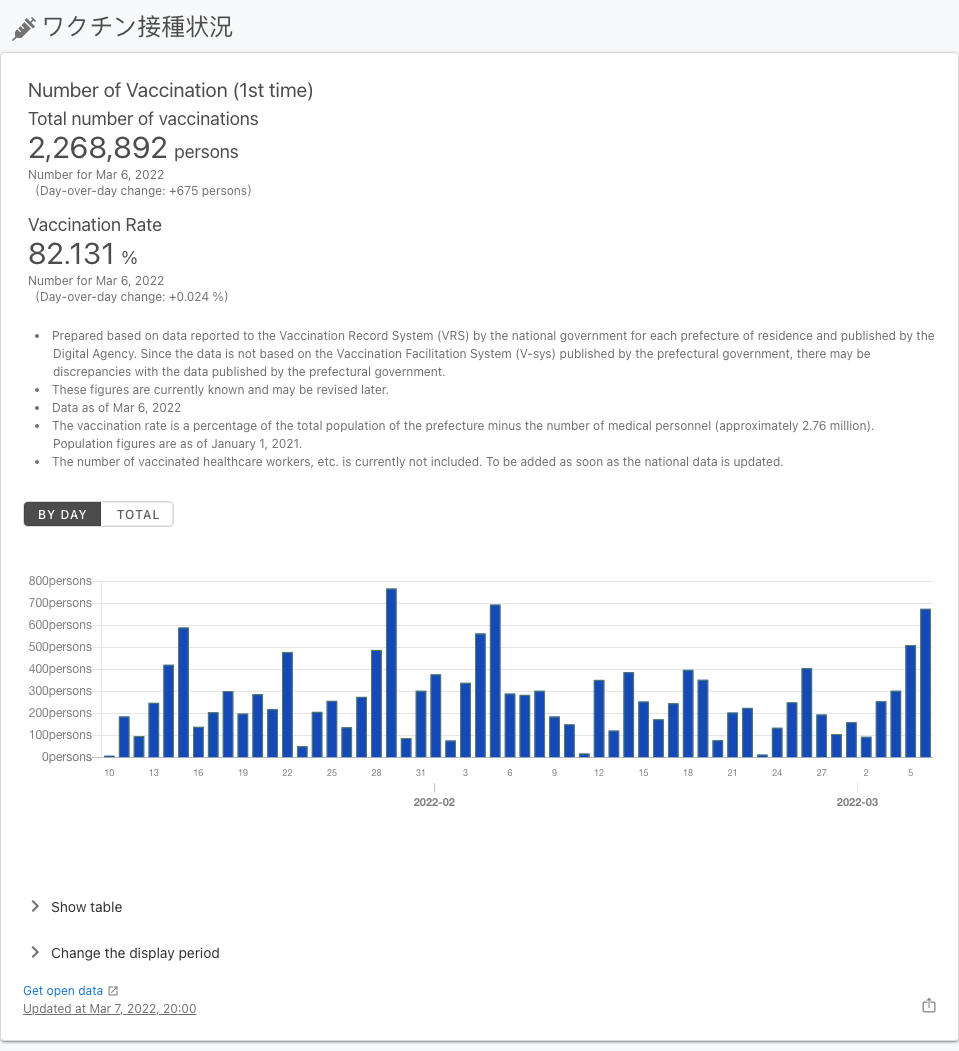 ワクチン接種状況
Number of Vaccination (1st time)
Total number of vaccinations
2,268,892 persons
Number for Mar 6, 2022
(Day-over-day change: +675 persons)
Vaccination Rate
82.131 %
Number for Mar 6, 2022
(Day-over-day change: +0.024 %)
• Prepared based on data reported to the Vaccination Record System (VRS) by the national government for each prefecture of residence and published by the
Digital Agency. Since the data is not based on the Vaccination Facilitation System (V-sys) published by the prefectural government, there may be
discrepancies with the data published by the prefectural government.
• These figures are currently known and may be revised later.
• Data as of Mar 6, 2022
• The vaccination rate is a percentage of the total population of the prefecture minus the number of medical personnel (approximately 2.76 million).
Population figures are as of January 1, 2021.
• The number of vaccinated healthcare workers, etc. is currently not included. To be added as soon as the national data is updated.
BY DAY TOTAL
800persons
700persons
600persons
500persons
400persons
300persons
200persons
100persons
0persons
10 13 16 19 22 25 28 31 3 6 9 12 15 18 21 24 27 2 5
2022-02 2022-03
Show table
Change the display period
Get open data
Updated at Mar 7, 2022, 20:00